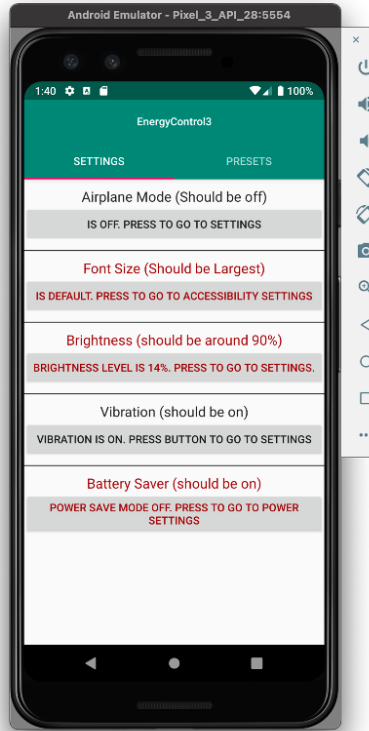 Android Emulator - Pixel_3_API_28:5554
1:40
100%
EnergyControl3
SETTINGS
PRESETS
Airplane Mode (Should be off)
IS OFF. PRESS TO GO TO SETTINGS
Font Size (Should be Largest)
IS DEFAULT. PRESS TO GO TO ACCESSIBILITY SETTINGS
Brightness (should be around 90%)
BRIGHTNESS LEVEL IS 14%. PRESS TO GO TO SETTINGS.
Vibration (should be on)
VIBRATION IS ON. PRESS BUTTON TO GO TO SETTINGS
Battery Saver (should be on)
POWER SAVE MODE OFF. PRESS TO GO TO POWER
SETTINGS